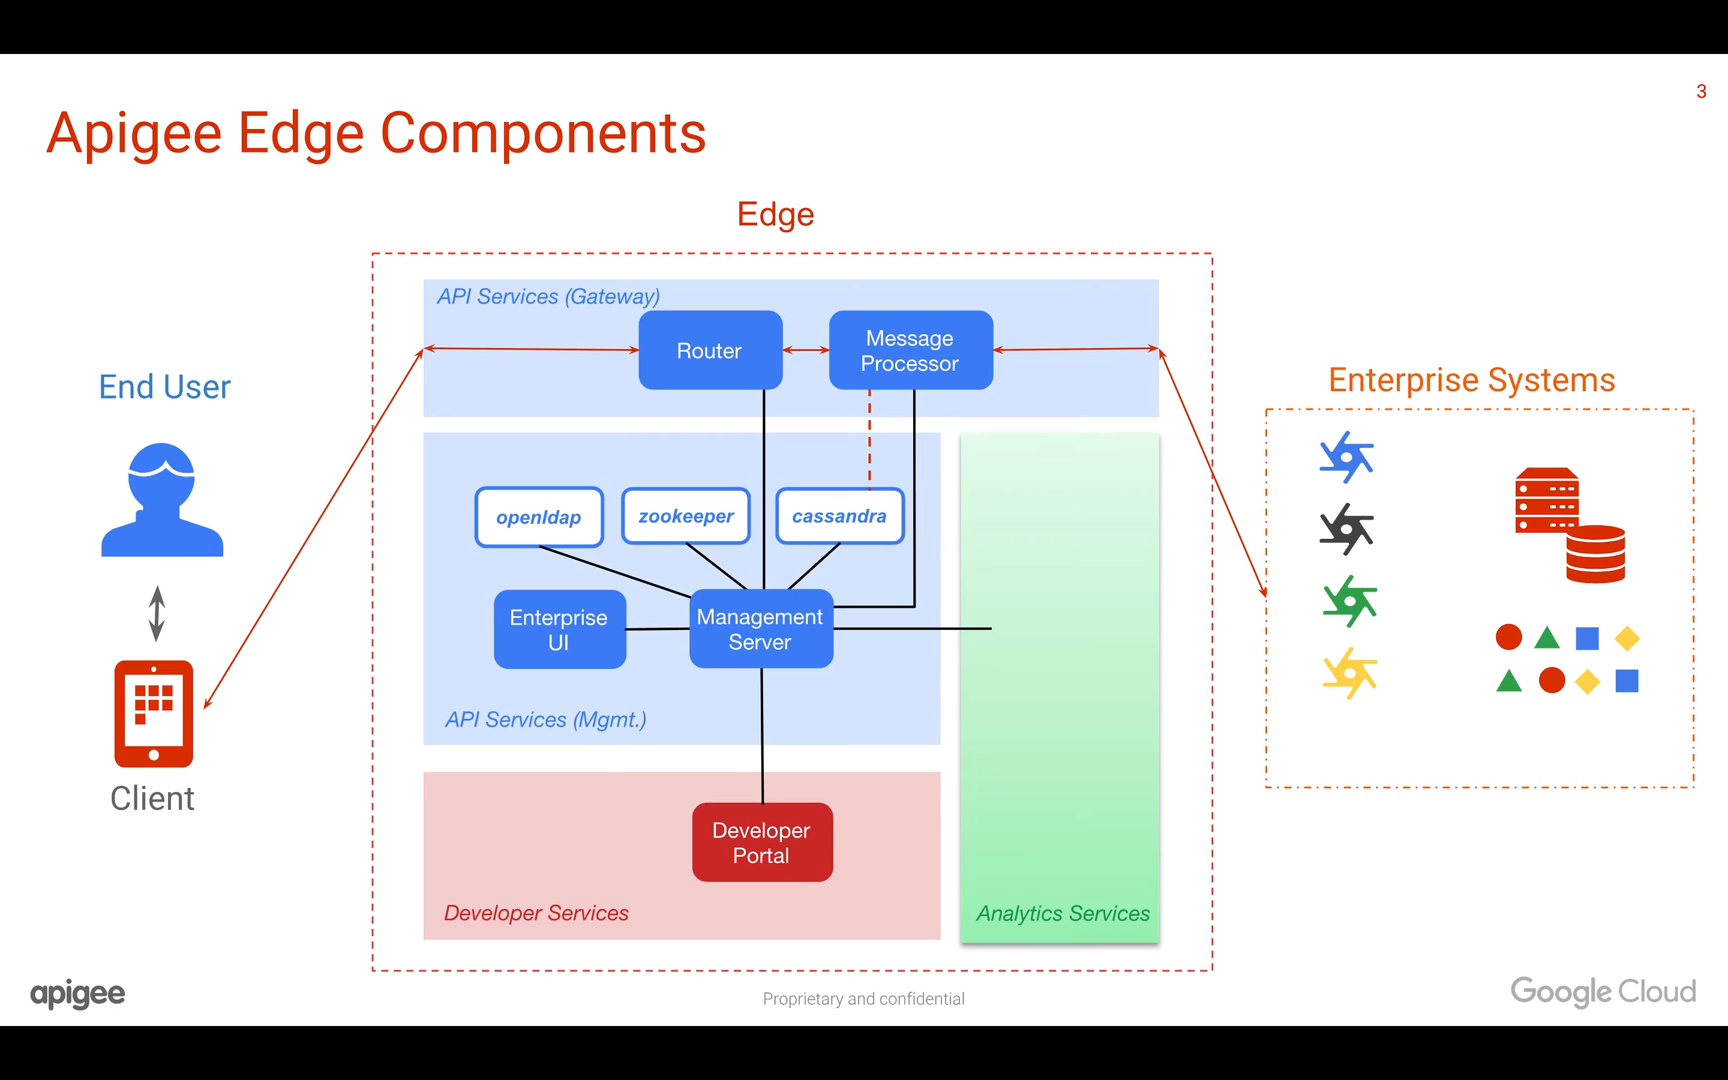 3
Apigee Edge Components
Edge
API Services (Gateway)
Router
Message
Processor
End User
Enterprise Systems
openldap
zookeeper
cassandra
Enterprise
UI
Management
Server
API Services (Mgmt.)
Client
Developer
Portal
Developer Services
Analytics Services
apigee
Proprietary and confidential
Google Cloud